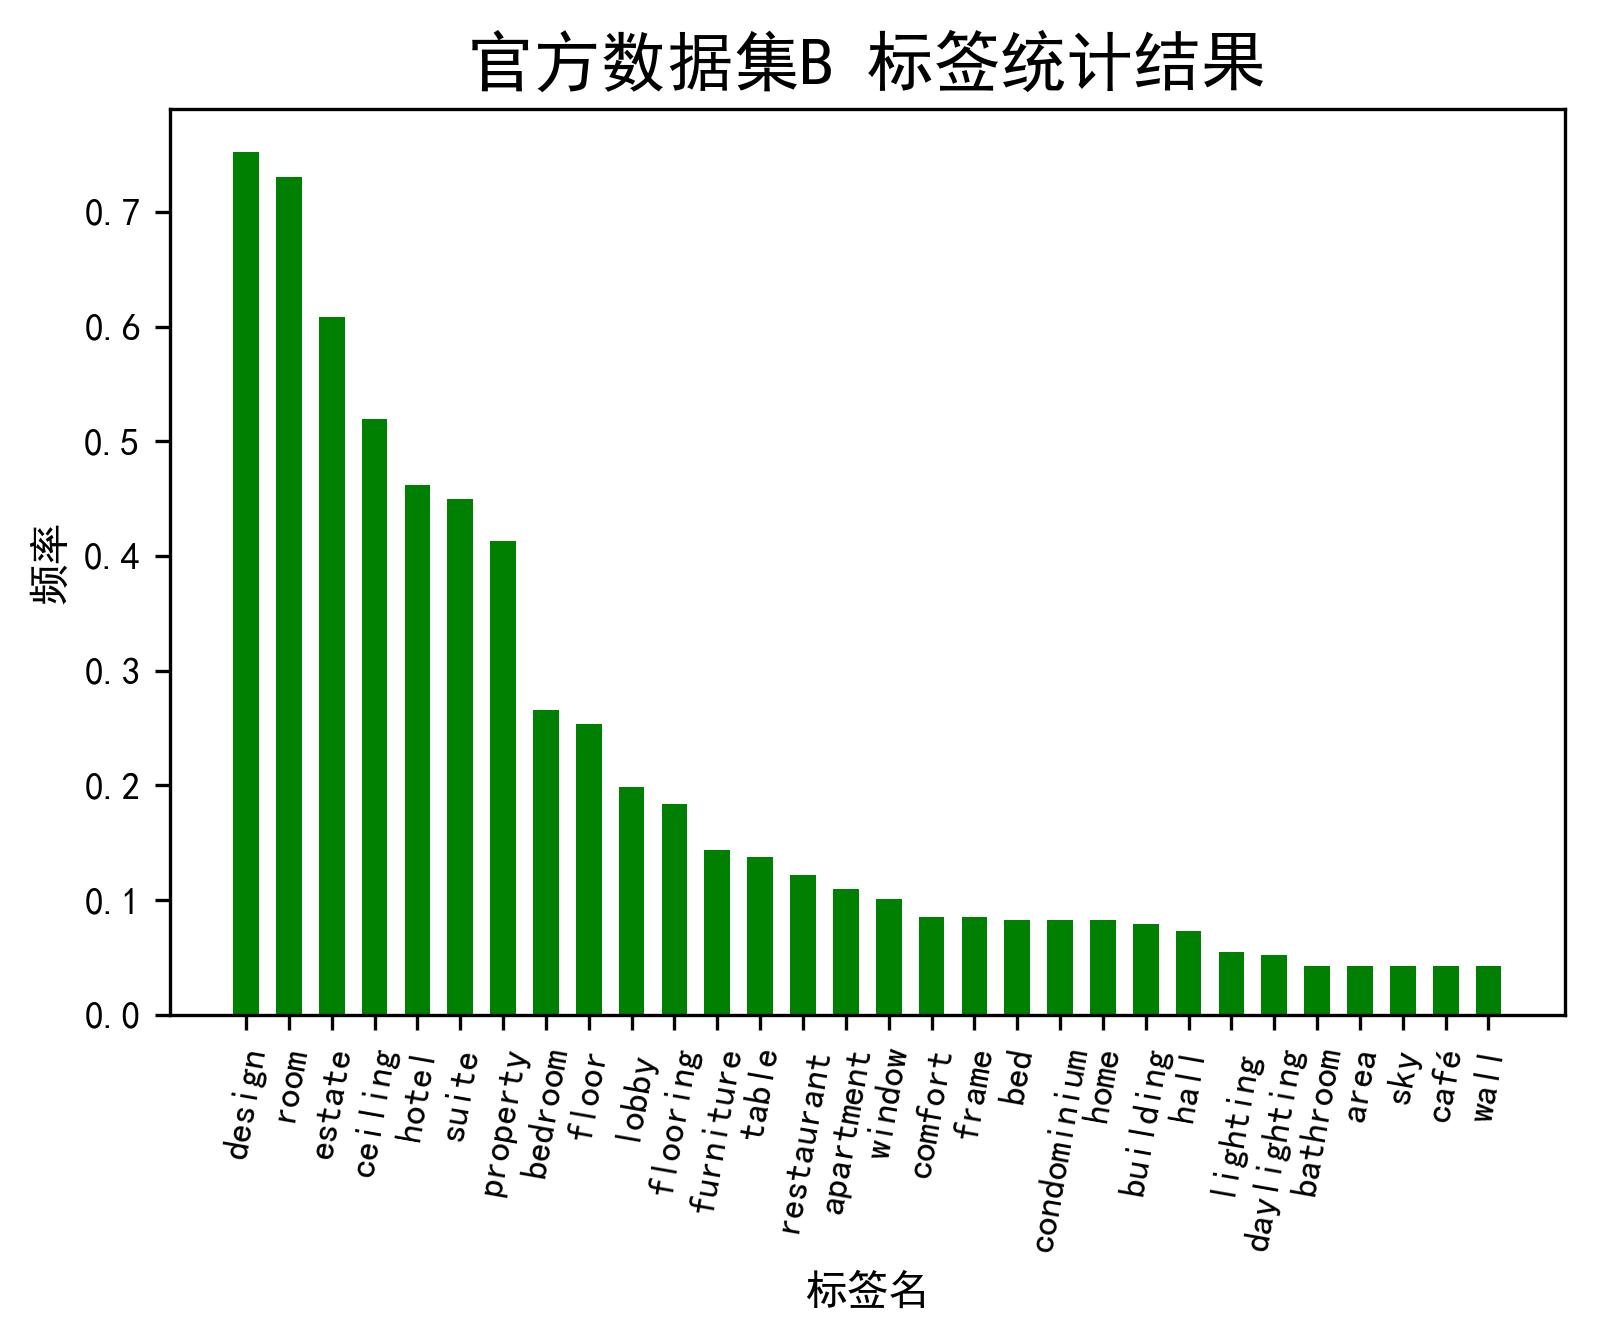 官方数据集B 标签统计结果
频率
0.7
0.6
0.5
0.4
0.3
0.2
0.1
0.0
design
room
estate
ceiling
hotel
suite
property
bedroom
floor
lobby
flooring
furniture
table
restaurant
apartment
window
comfort
frame
bed
condominium
home
building
hall
lighting
daylighting
bathroom
area
sky
café
wall
标签名